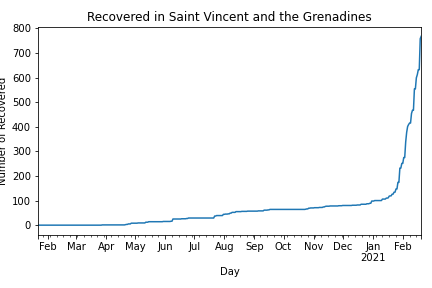 Recovered in Saint Vincent and the Grenadines
Number of Recovered
800
700
600
500
400
300
200
100
0
Feb Mar Apr May Jun Jul Aug Sep Oct Nov Dec Jan Feb
2021
Day